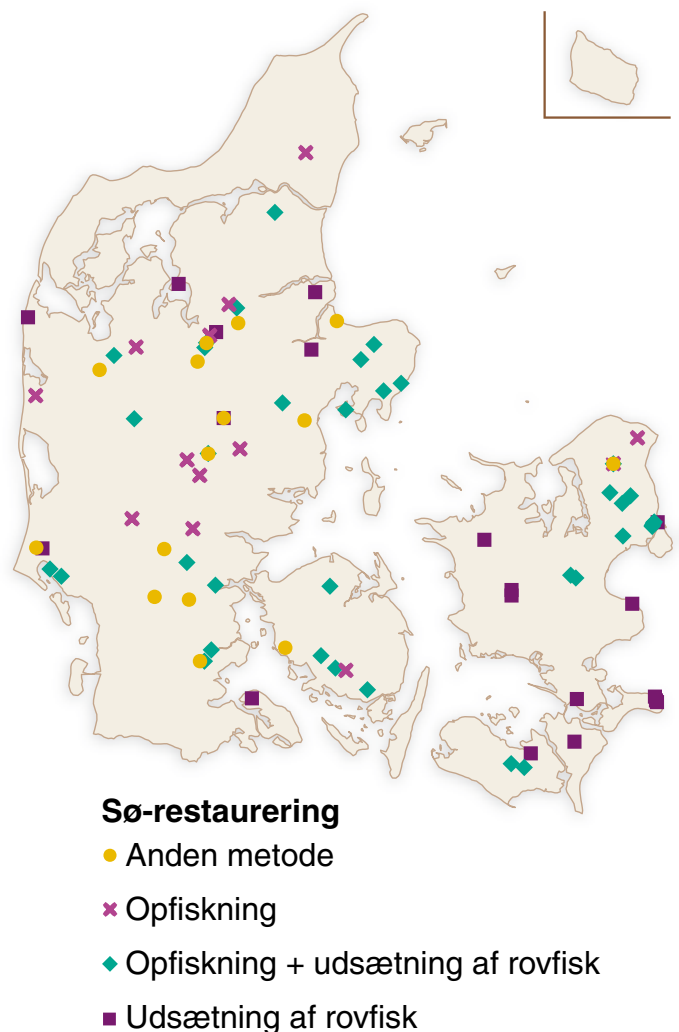 Sø-restaurering
Anden metode
Opfiskning
Opfiskning + udsætning af rovfisk
Udsætning af rovfisk